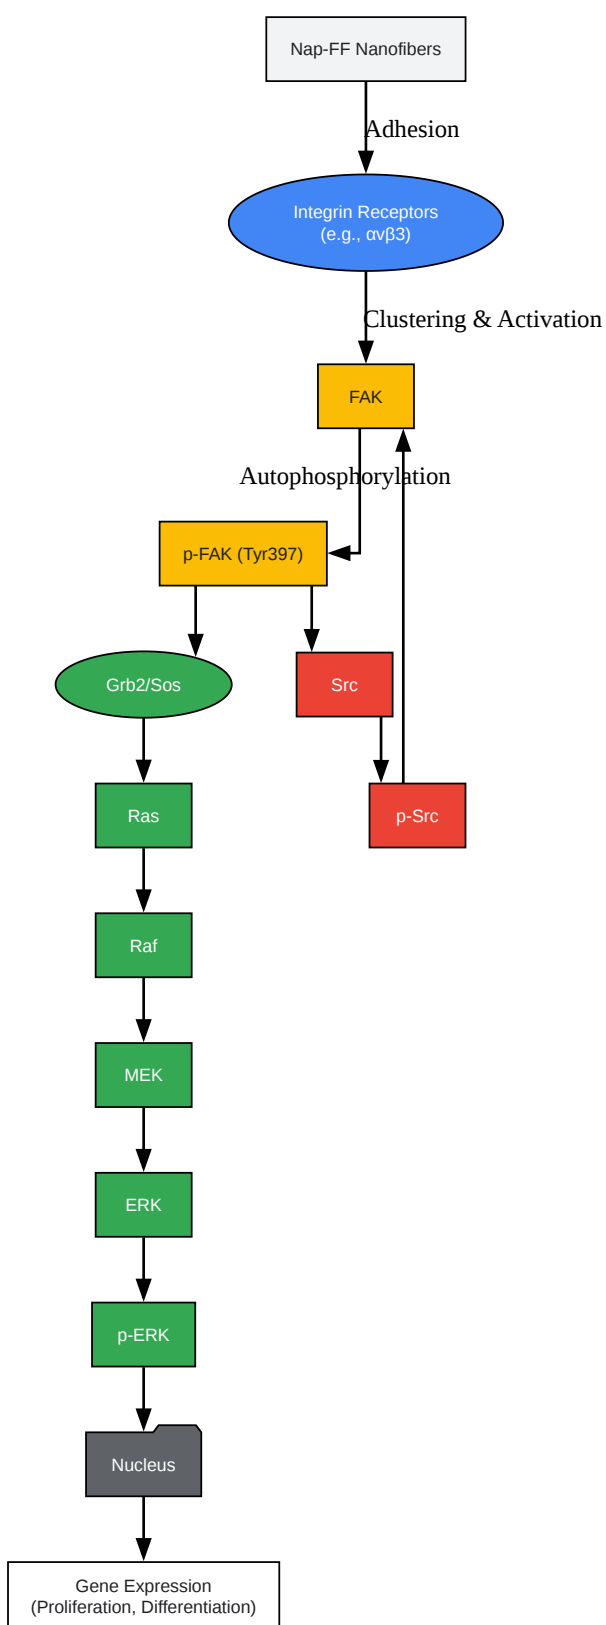 Nap-FF Nanofibers
Adhesion
Integrin Receptors
(e.g., αvβ3)
Clustering & Activation
FAK
Autophosphorylation
p-FAK (Tyr397)
Grb2/Sos
Src
Ras
p-Src
Raf
MEK
ERK
p-ERK
Nucleus
Gene Expression
(Proliferation, Differentiation)